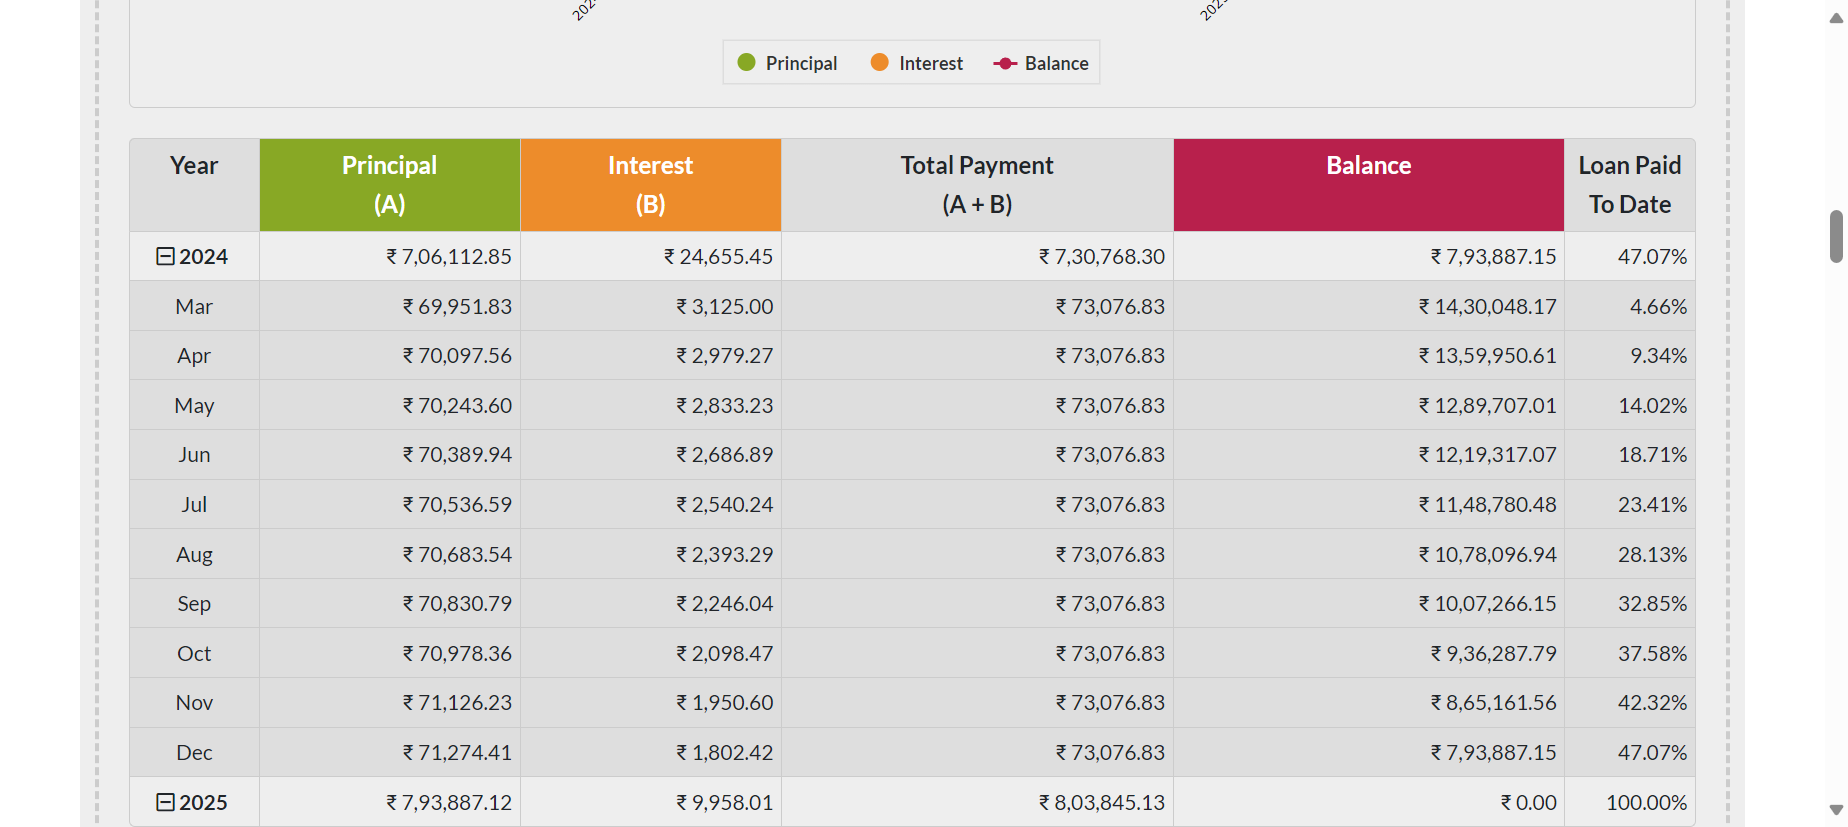 Principal Interest Balance
Year Principal (A) Interest (B) Total Payment (A + B) Balance Loan Paid To Date
2024 ₹ 7,06,112.85 ₹ 24,655.45 ₹ 7,30,768.30 ₹ 7,93,887.15 47.07%
Mar ₹ 69,951.83 ₹ 3,125.00 ₹ 73,076.83 ₹ 14,30,048.17 4.66%
Apr ₹ 70,097.56 ₹ 2,979.27 ₹ 73,076.83 ₹ 13,59,950.61 9.34%
May ₹ 70,243.60 ₹ 2,833.23 ₹ 73,076.83 ₹ 12,89,707.01 14.02%
Jun ₹ 70,389.94 ₹ 2,686.89 ₹ 73,076.83 ₹ 12,19,317.07 18.71%
Jul ₹ 70,536.59 ₹ 2,540.24 ₹ 73,076.83 ₹ 11,48,780.48 23.41%
Aug ₹ 70,683.54 ₹ 2,393.29 ₹ 73,076.83 ₹ 10,78,096.94 28.13%
Sep ₹ 70,830.79 ₹ 2,246.04 ₹ 73,076.83 ₹ 10,07,266.15 32.85%
Oct ₹ 70,978.36 ₹ 2,098.47 ₹ 73,076.83 ₹ 9,36,287.79 37.58%
Nov ₹ 71,126.23 ₹ 1,950.60 ₹ 73,076.83 ₹ 8,65,161.56 42.32%
Dec ₹ 71,274.41 ₹ 1,802.42 ₹ 73,076.83 ₹ 7,93,887.15 47.07%
2025 ₹ 7,93,887.12 ₹ 9,958.01 ₹ 8,03,845.13 ₹ 0.00 100.00%